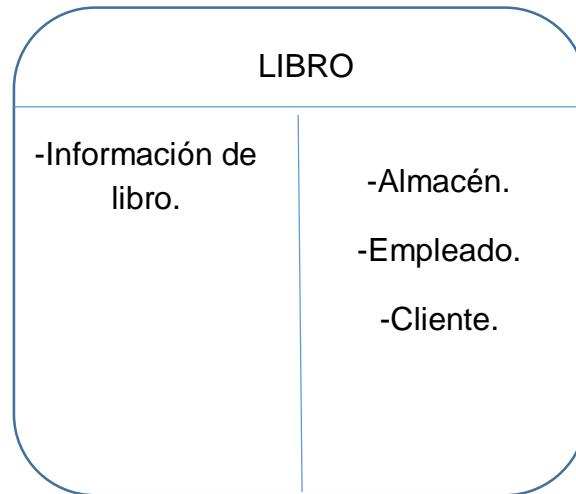 LIBRO
-Información de
libro.
-Almacén.
-Empleado.
-Cliente.